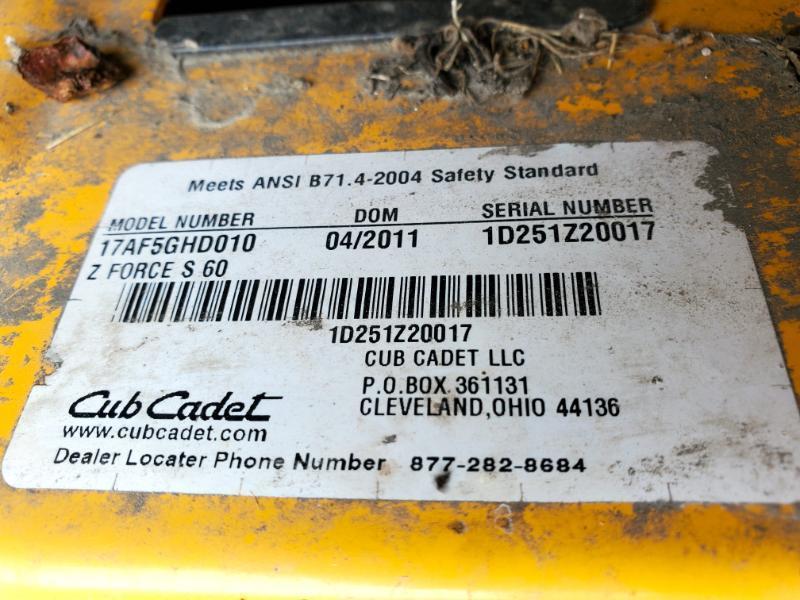 Meets ANSI B71.4-2004 Safety Standard
MODEL NUMBER DOM SERIAL NUMBER
17AF5GHD010 04/2011 1D251Z20017
Z FORCE S 60
1D251Z20017
CUB CADET LLC
P.O.BOX 361131
CLEVELAND,OHIO 44136
Cub Cadet
www.cubcadet.com
Dealer Locater Phone Number 877-282-8684